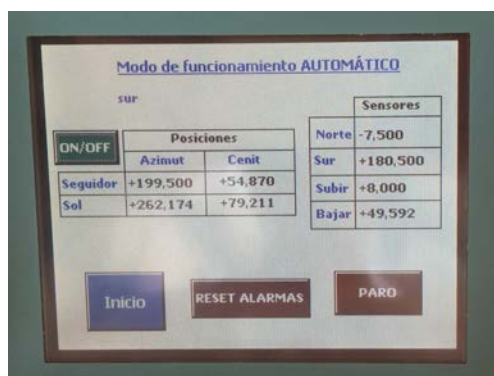 Modo de funcionamiento AUTOMÁTICO
sur
ON/OFF
Posiciones
Azimut Cenit
Seguidor +199,500 +54,870
Sol +262,174 +79,211
Sensores
Norte -7,500
Sur +180,500
Subir +8,000
Bajar +49,592
Inicio
RESET ALARMAS
PARO